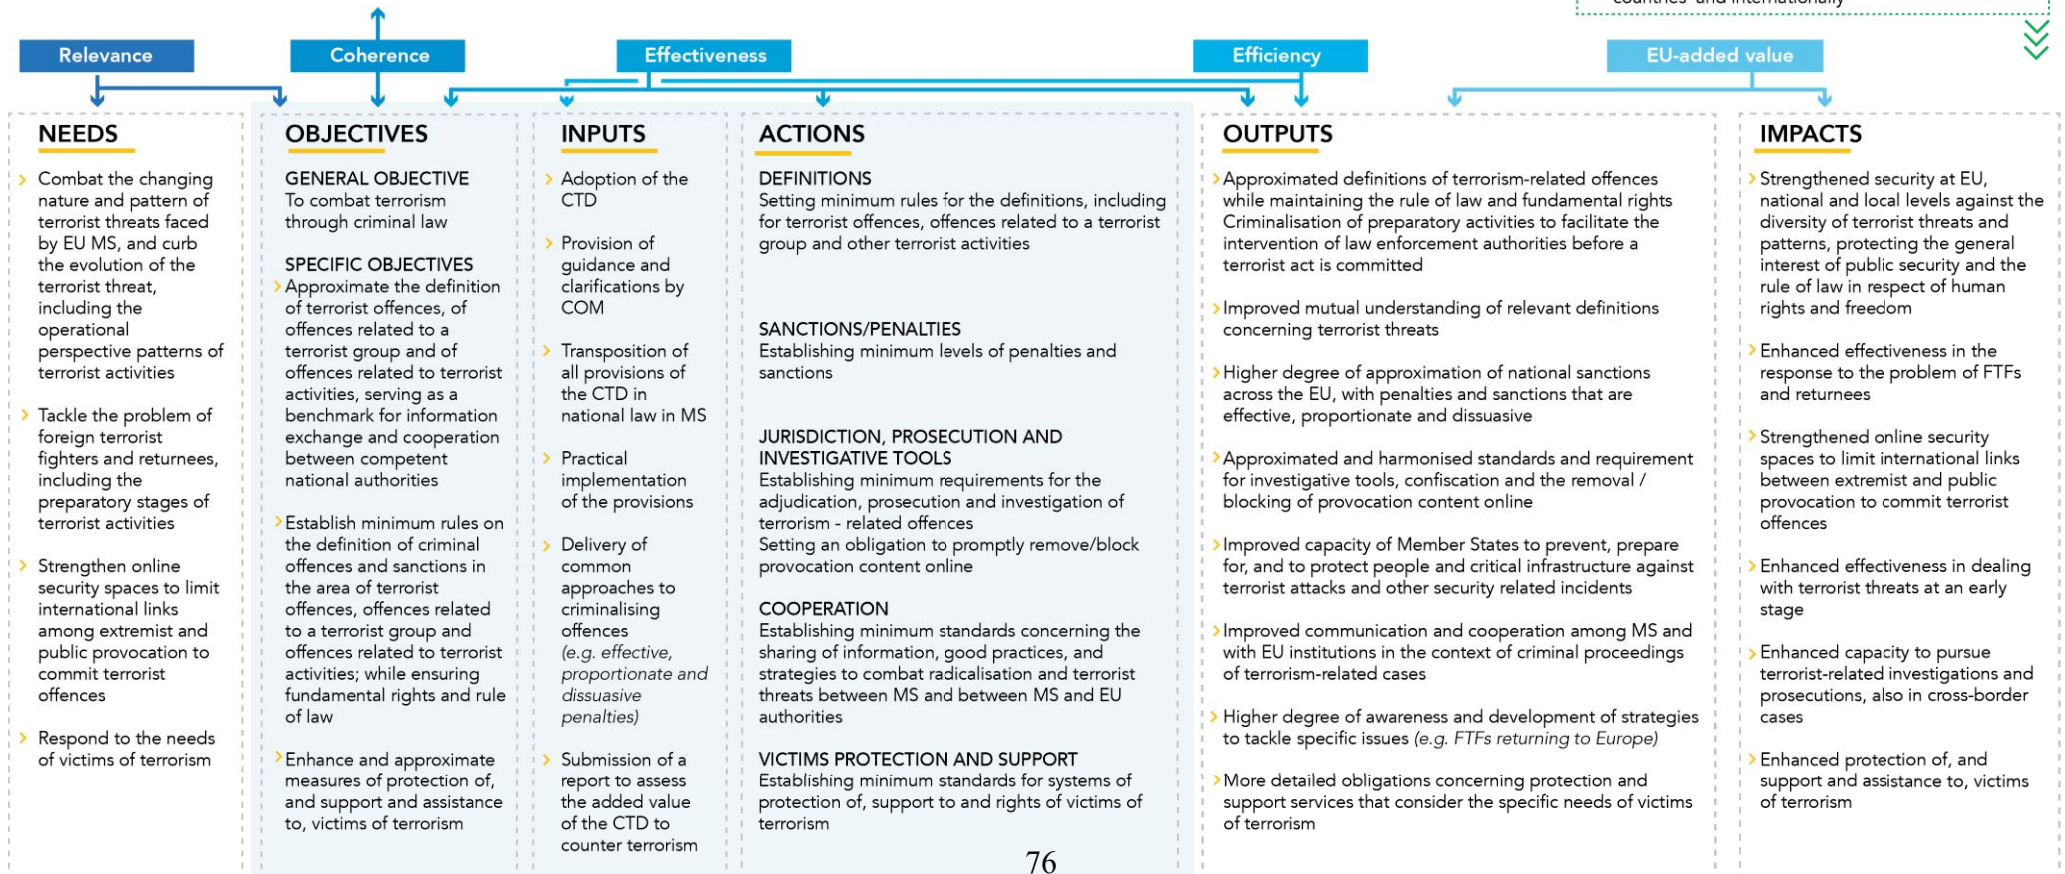 countries and internationally
Relevance
Coherence
Effectiveness
Efficiency
EU-added value
NEEDS
Combat the changing
nature and pattern of
terrorist threats faced
by EU MS, and curb
the evolution of the
terrorist threat,
including the
operational
perspective patterns of
terrorist activities
Tackle the problem of
foreign terrorist
fighters and returnees,
including the
preparatory stages of
terrorist activities
Strengthen online
security spaces to limit
international links
among extremist and
public provocation to
commit terrorist
offences
Respond to the needs
of victims of terrorism
OBJECTIVES
GENERAL OBJECTIVE
To combat terrorism
through criminal law
SPECIFIC OBJECTIVES
Approximate the definition
of terrorist offences, of
offences related to a
terrorist group and of
offences related to terrorist
activities, serving as a
benchmark for information
exchange and cooperation
between competent
national authorities
Establish minimum rules on
the definition of criminal
offences and sanctions in
the area of terrorist
offences, offences related
to a terrorist group and
offences related to terrorist
activities; while ensuring
fundamental rights and rule
of law
Enhance and approximate
measures of protection of,
and support and assistance
to, victims of terrorism
INPUTS
Adoption of the
CTD
Provision of
guidance and
clarifications by
COM
Transposition of
all provisions of
the CTD in
national law in MS
Practical
implementation
of the provisions
Delivery of
common
approaches to
criminalising
offences
(e.g. effective,
proportionate and
dissuasive
penalties)
Submission of a
report to assess
the added value
of the CTD to
counter terrorism
ACTIONS
DEFINITIONS
Setting minimum rules for the definitions, including
for terrorist offences, offences related to a terrorist
group and other terrorist activities
SANCTIONS/PENALTIES
Establishing minimum levels of penalties and
sanctions
JURISDICTION, PROSECUTION AND
INVESTIGATIVE TOOLS
Establishing minimum requirements for the
adjudication, prosecution and investigation of
terrorism - related offences
Setting an obligation to promptly remove/block
provocation content online
COOPERATION
Establishing minimum standards concerning the
sharing of information, good practices, and
strategies to combat radicalisation and terrorist
threats between MS and between MS and EU
authorities
VICTIMS PROTECTION AND SUPPORT
Establishing minimum standards for systems of
protection of, support to and rights of victims of
terrorism
OUTPUTS
Approximated definitions of terrorism-related offences
while maintaining the rule of law and fundamental rights
Criminalisation of preparatory activities to facilitate the
intervention of law enforcement authorities before a
terrorist act is committed
Improved mutual understanding of relevant definitions
concerning terrorist threats
Higher degree of approximation of national sanctions
across the EU, with penalties and sanctions that are
effective, proportionate and dissuasive
Approximated and harmonised standards and requirement
for investigative tools, confiscation and the removal /
blocking of provocation content online
Improved capacity of Member States to prevent, prepare
for, and to protect people and critical infrastructure against
terrorist attacks and other security related incidents
Improved communication and cooperation among MS and
with EU institutions in the context of criminal proceedings
of terrorism-related cases
Higher degree of awareness and development of strategies
to tackle specific issues (e.g. FTFs returning to Europe)
More detailed obligations concerning protection and
support services that consider the specific needs of victims
of terrorism
IMPACTS
Strengthened security at EU,
national and local levels against the
diversity of terrorist threats and
patterns, protecting the general
interest of public security and the
rule of law in respect of human
rights and freedom
Enhanced effectiveness in the
response to the problem of FTFs
and returnees
Strengthened online security
spaces to limit international links
between extremist and public
provocation to commit terrorist
offences
Enhanced effectiveness in dealing
with terrorist threats at an early
stage
Enhanced capacity to pursue
terrorist-related investigations and
prosecutions, also in cross-border
cases
Enhanced protection of, and
support and assistance to, victims
of terrorism
76